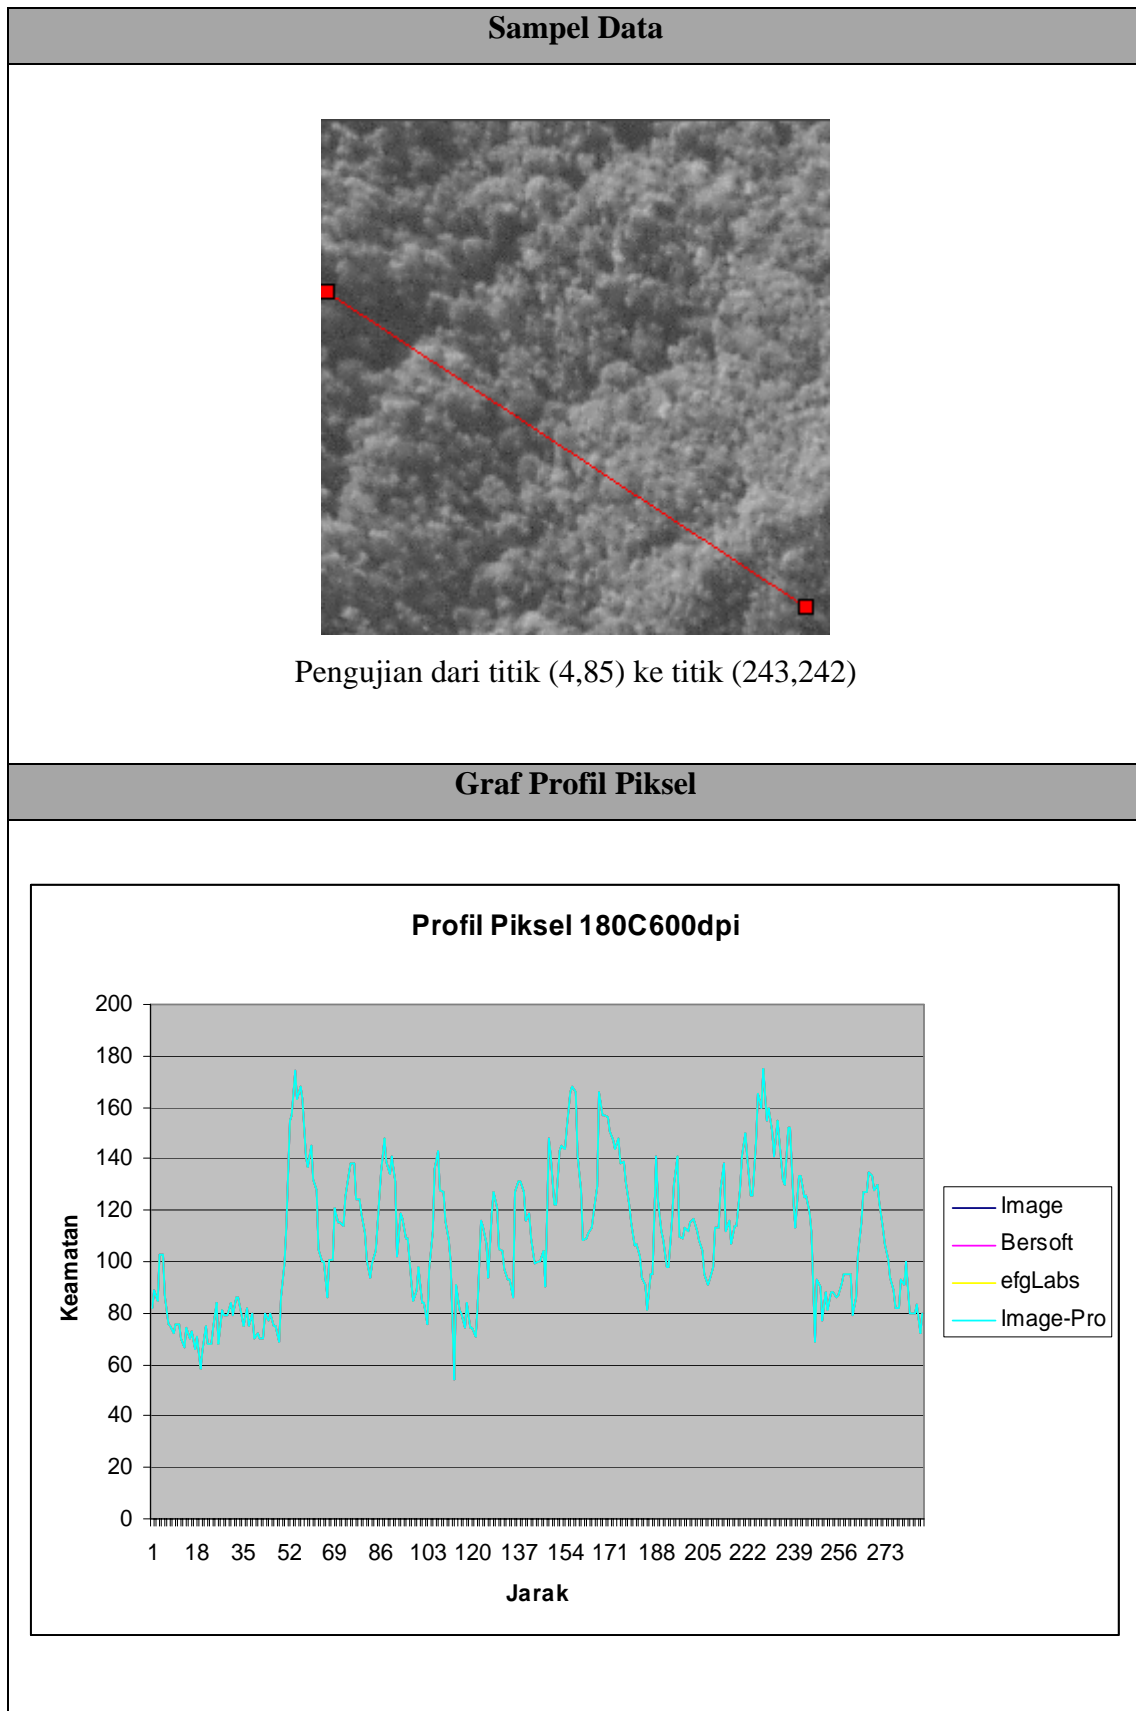 Sampel Data
Pengujian dari titik (4,85) ke titik (243,242)
Graf Profil Piksel
Profil Piksel 180C600dpi
200
180
160
140
120
100
80
60
40
20
0
Keamatan
1 18 35 52 69 86 103 120 137 154 171 188 205 222 239 256 273
Jarak
Image
Bersoft
efgLabs
Image-Pro